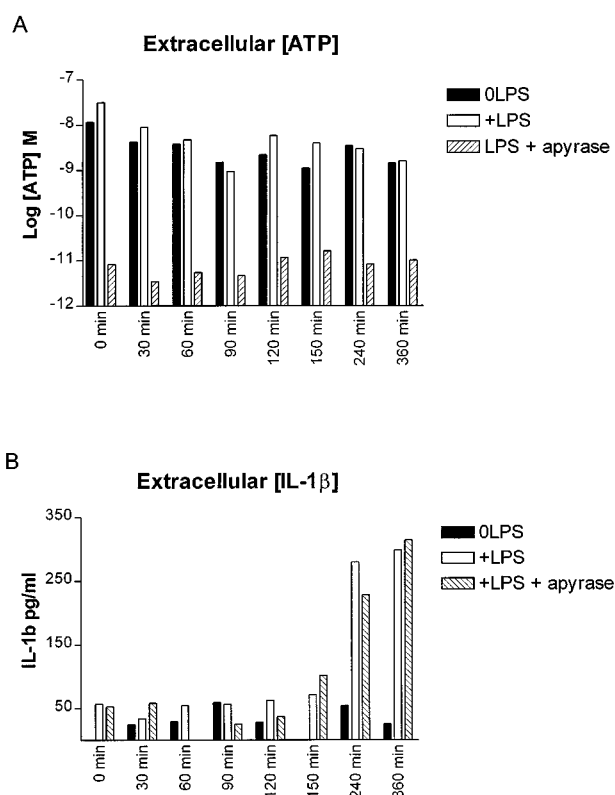 A
Extracellular [ATP]
Log [ATP] M
-7
-8
-9
-10
-11
-12
0 min
30 min
60 min
90 min
120 min
150 min
240 min
360 min
0LPS
+LPS
LPS + apyrase
B
Extracellular [IL-1β]
IL-1b pg/ml
350
250
150
50
0 min
30 min
60 min
90 min
120 min
150 min
240 min
360 min
0LPS
+LPS
+LPS + apyrase